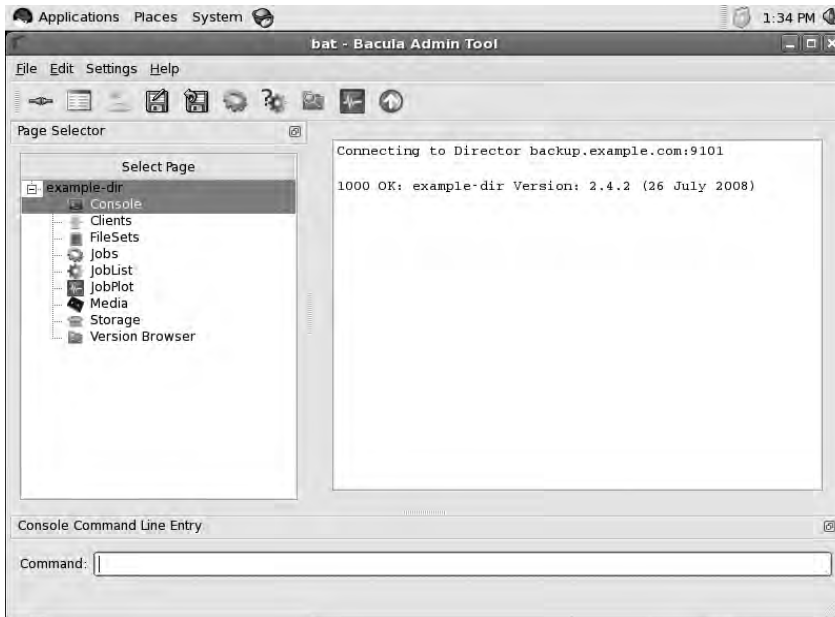 Applications Places System
1:34 PM
bat - Bacula Admin Tool
File Edit Settings Help
Page Selector
Select Page
example-dir
Console
Clients
FileSets
Jobs
JobList
JobPlot
Media
Storage
Version Browser
Connecting to Director backup.example.com:9101
1000 OK: example-dir Version: 2.4.2 (26 July 2008)
Console Command Line Entry
Command: